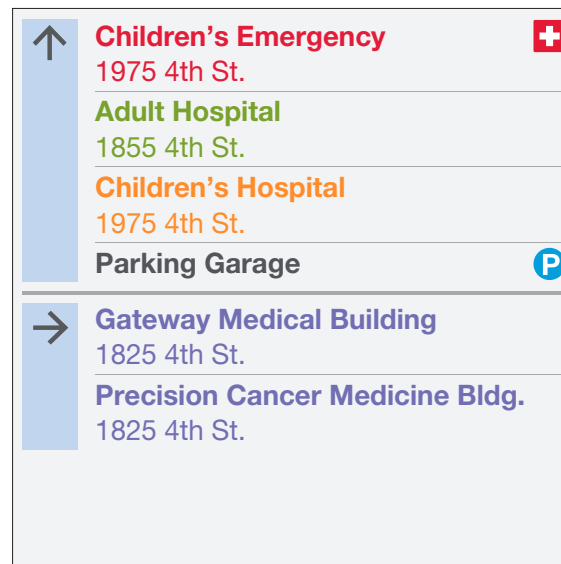 Children’s Emergency
1975 4th St.
Adult Hospital
1855 4th St.
Children’s Hospital
1975 4th St.
Parking Garage P
Gateway Medical Building
1825 4th St.
Precision Cancer Medicine Bldg.
1825 4th St.